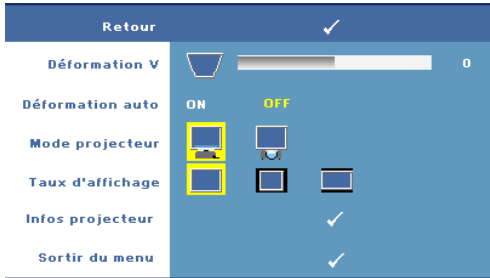 Retour
Déformation V 0
Déformation auto ON OFF
Mode projecteur
Taux d'affichage
Infos projecteur
Sortir du menu